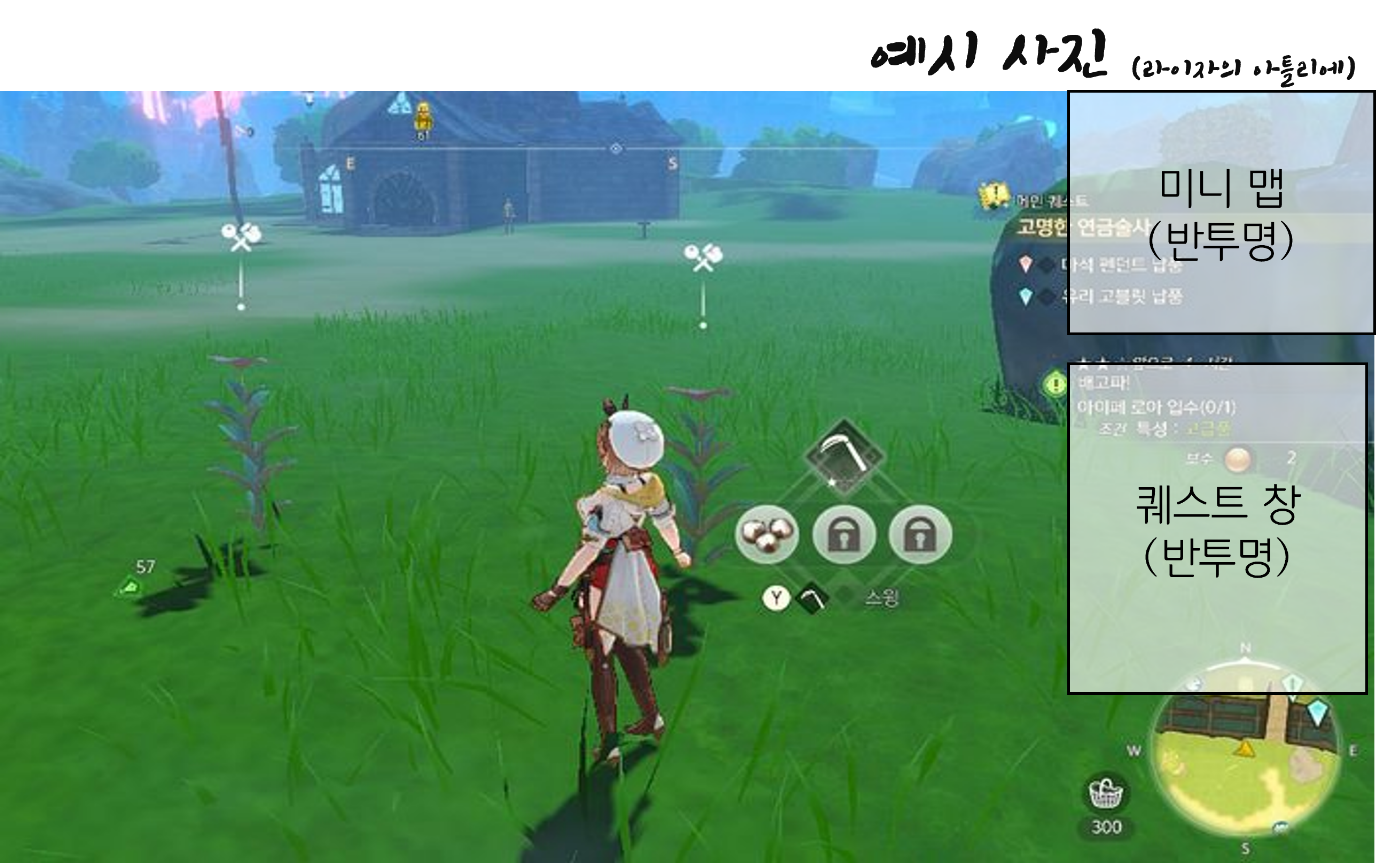 예시 사진 (라이자의 아틀리에)
61
E S
메인 퀘스트
고명한 연금술사
마석 펜던트 납품
유리 고블릿 납품
미니 맵
(반투명)
배고파!
아이페 로아 입수(0/1)
조건 특성 : 고급품
보수 2
퀘스트 창
(반투명)
57
Y 스윙
N
W E
300
S